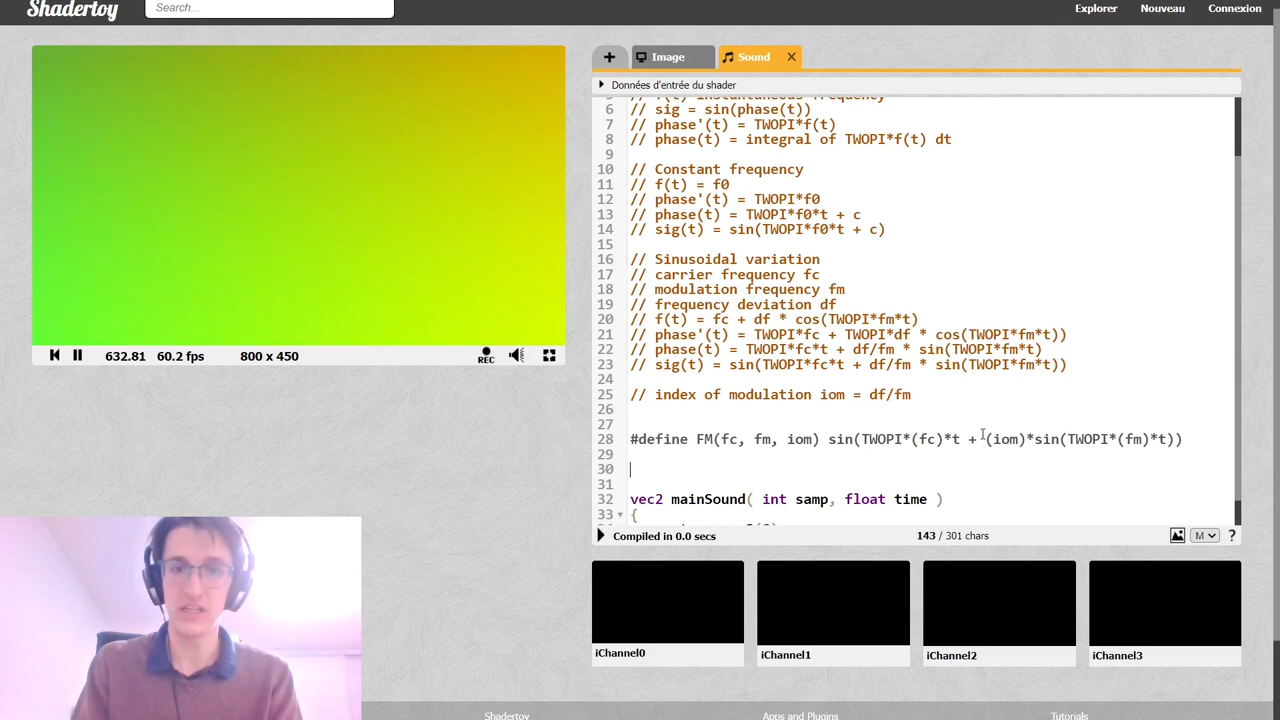 Shadertoy
Search...
Explorer Nouveau Connexion
+ Image Sound ×
Données d'entrée du shader
6 // sig = sin(phase(t))
7 // phase'(t) = TWOPI*f(t)
8 // phase(t) = integral of TWOPI*f(t) dt
9
10 // Constant frequency
11 // f(t) = f0
12 // phase'(t) = TWOPI*f0
13 // phase(t) = TWOPI*f0*t + c
14 // sig(t) = sin(TWOPI*f0*t + c)
15
16 // Sinusoidal variation
17 // carrier frequency fc
18 // modulation frequency fm
19 // frequency deviation df
20 // f(t) = fc + df * cos(TWOPI*fm*t)
21 // phase'(t) = TWOPI*fc + TWOPI*df * cos(TWOPI*fm*t))
22 // phase(t) = TWOPI*fc*t + df/fm * sin(TWOPI*fm*t)
23 // sig(t) = sin(TWOPI*fc*t + df/fm * sin(TWOPI*fm*t))
24
25 // index of modulation iom = df/fm
26
27
28 #define FM(fc, fm, iom) sin(TWOPI*(fc)*t + (iom)*sin(TWOPI*(fm)*t))
29
30
31
32 vec2 mainSound( int samp, float time )
33 {
632.81 60.2 fps 800 x 450 REC
Compiled in 0.0 secs 143 / 301 chars M ?
iChannel0 iChannel1 iChannel2 iChannel3
Shadertoy Apps and Plugins Tutorials